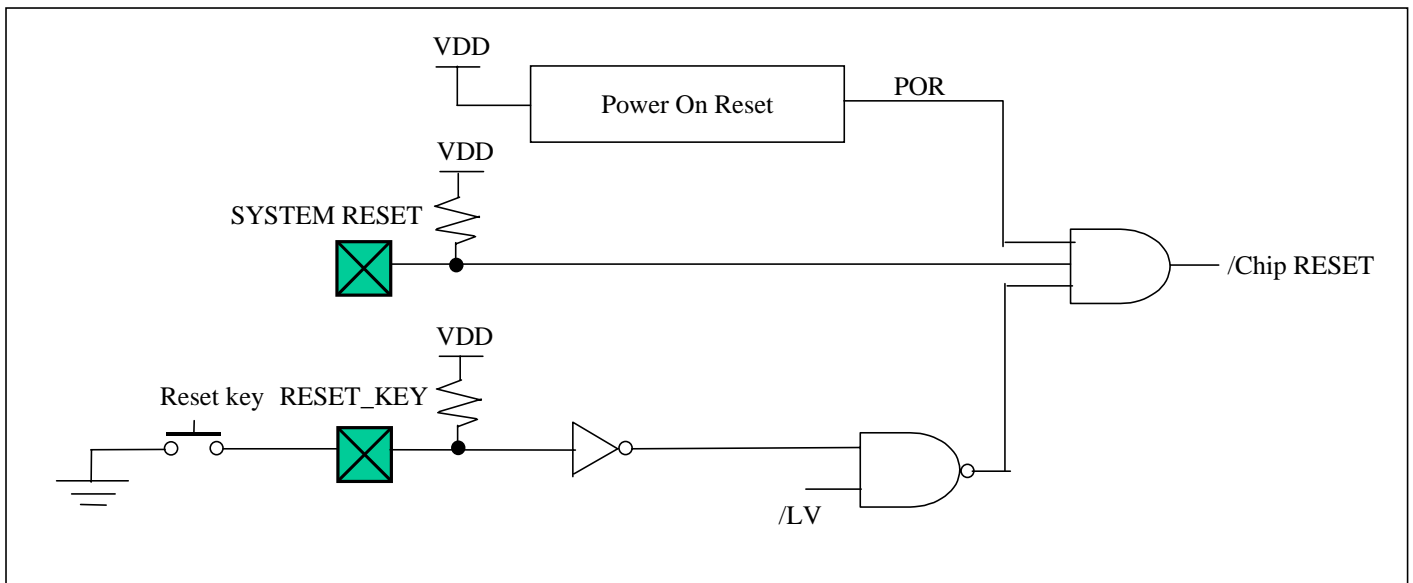 VDD
Power On Reset
POR
VDD
SYSTEM RESET
/Chip RESET
VDD
Reset key
RESET_KEY
/LV